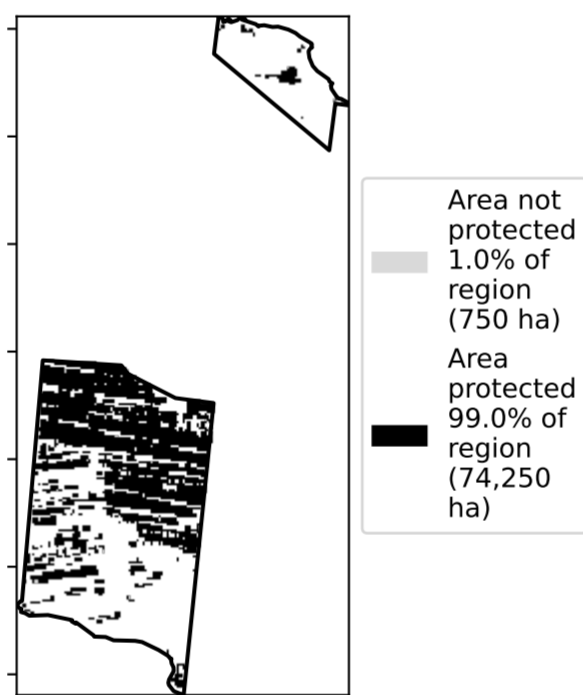 Area not
protected
1.0% of
region
(750 ha)
Area
protected
99.0% of
region
(74,250
ha)